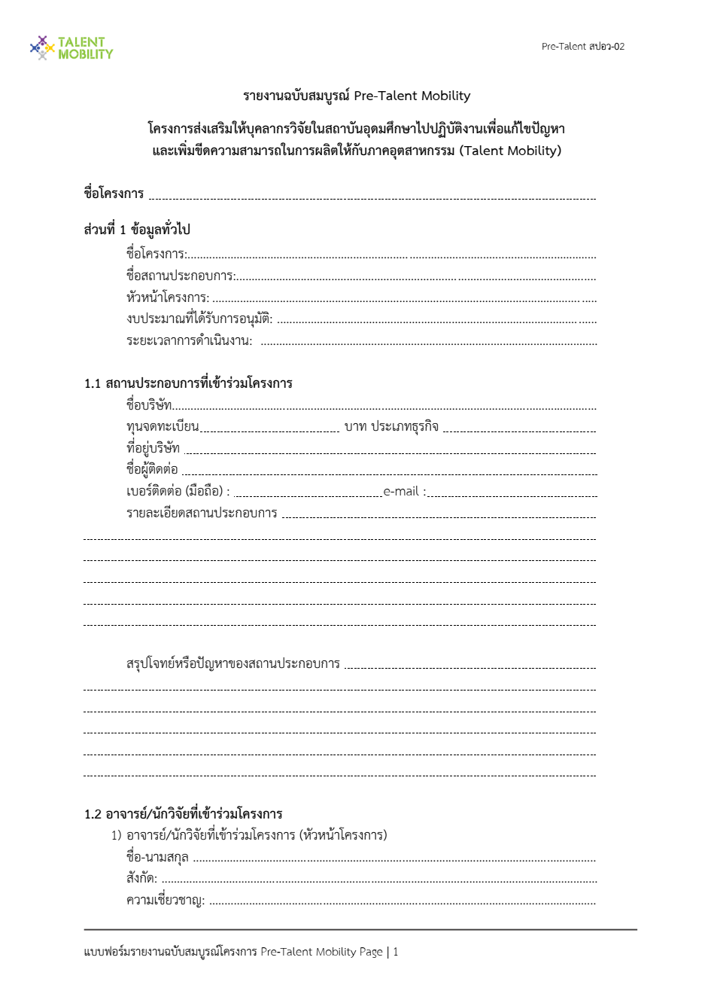 TALENT
MOBILITY
Pre-Talent สปอว-02
รายงานฉบับสมบูรณ์ Pre-Talent Mobility
โครงการส่งเสริมให้บุคลากรวิจัยในสถาบันอุดมศึกษาไปปฏิบัติงานเพื่อแก้ไขปัญหา
และเพิ่มขีดความสามารถในการผลิตให้กับภาคอุตสาหกรรม (Talent Mobility)
ชื่อโครงการ
ส่วนที่ 1 ข้อมูลทั่วไป
ชื่อโครงการ:
ชื่อสถานประกอบการ:
หัวหน้าโครงการ:
งบประมาณที่ได้รับการอนุมัติ:
ระยะเวลาการดำเนินงาน:
1.1 สถานประกอบการที่เข้าร่วมโครงการ
ชื่อบริษัท
ทุนจดทะเบียน บาท ประเภทธุรกิจ
ที่อยู่บริษัท
ชื่อผู้ติดต่อ
เบอร์ติดต่อ (มือถือ) : e-mail :
รายละเอียดสถานประกอบการ
สรุปโจทย์หรือปัญหาของสถานประกอบการ
1.2 อาจารย์/นักวิจัยที่เข้าร่วมโครงการ
1) อาจารย์/นักวิจัยที่เข้าร่วมโครงการ (หัวหน้าโครงการ)
ชื่อ-นามสกุล
สังกัด:
ความเชี่ยวชาญ:
แบบฟอร์มรายงานฉบับสมบูรณ์โครงการ Pre-Talent Mobility Page | 1